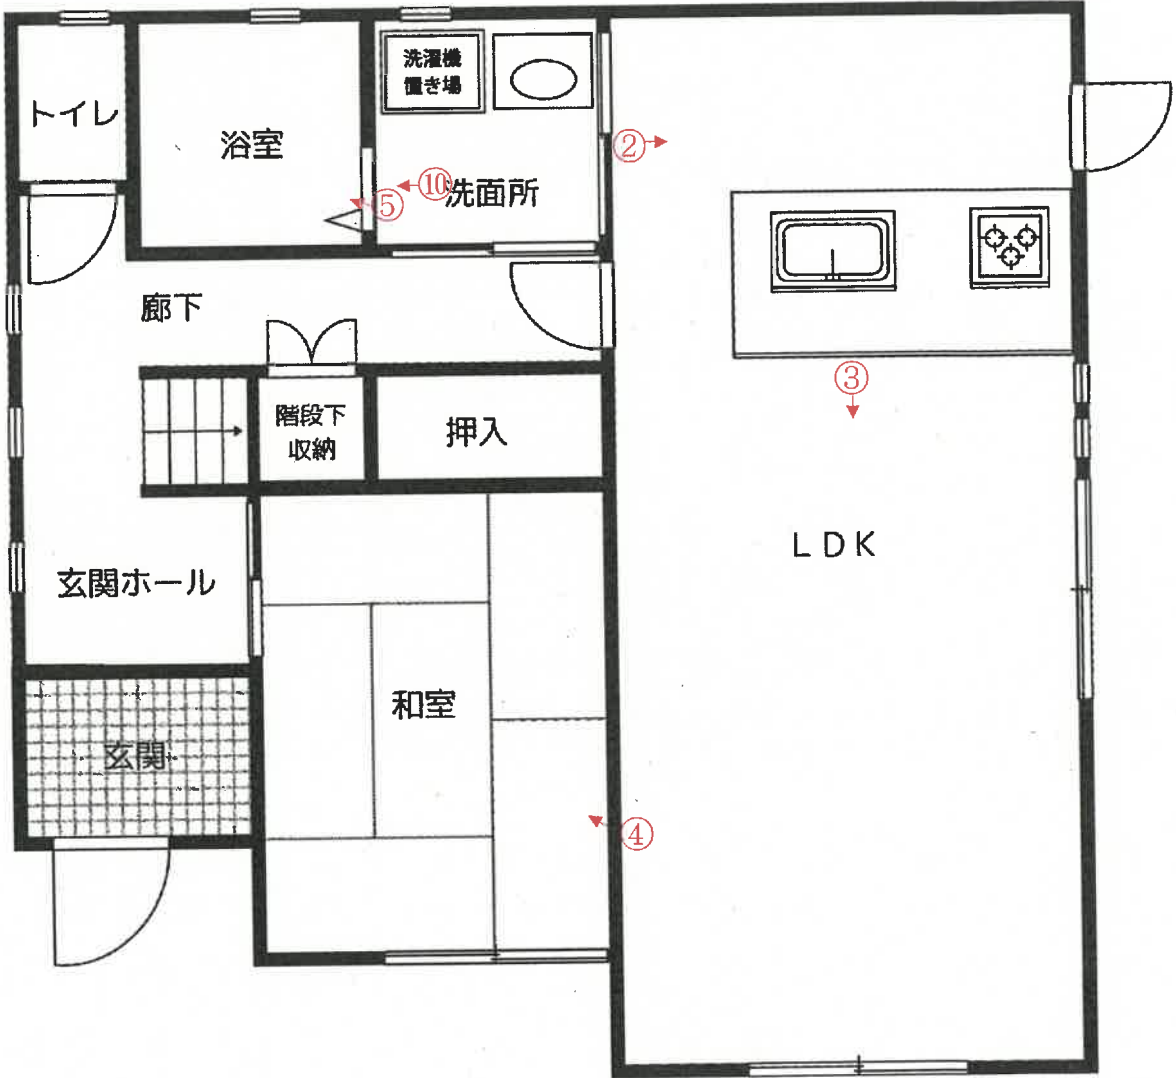 洗濯機
置き場
トイレ
浴室
②
⑩
⑤
洗面所
廊下
③
階段下
収納
押入
LDK
玄関ホール
和室
玄関
④